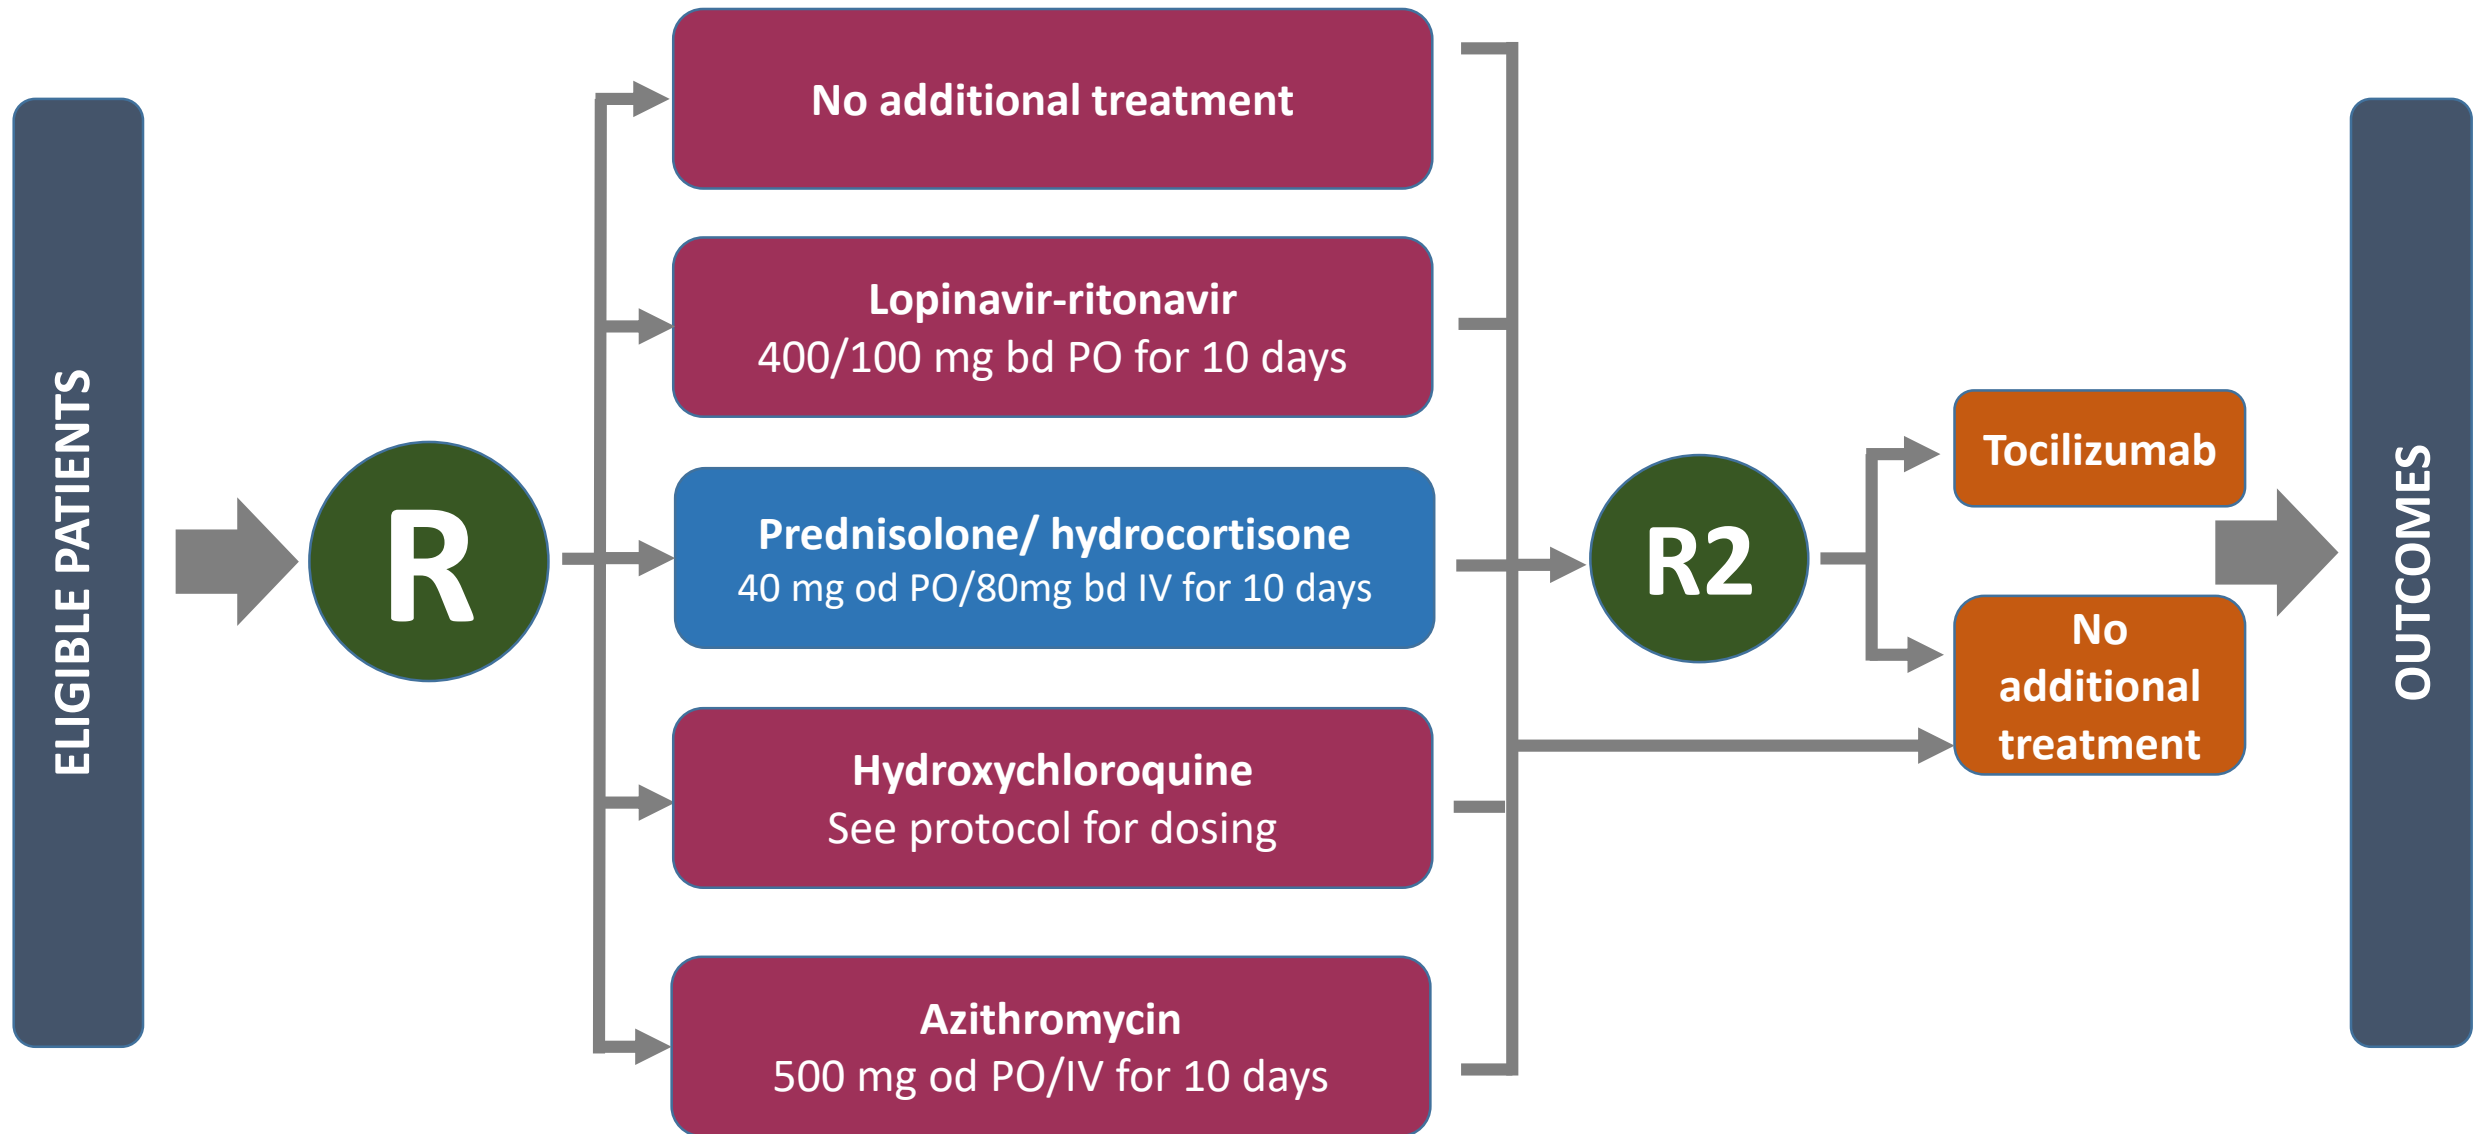 ELIGIBLE PATIENTS
R
No additional treatment
Lopinavir-ritonavir
400/100 mg bd PO for 10 days
Prednisolone/ hydrocortisone
40 mg od PO/80mg bd IV for 10 days
Hydroxychloroquine
See protocol for dosing
Azithromycin
500 mg od PO/IV for 10 days
R2
Tocilizumab
No
additional
treatment
OUTCOMES